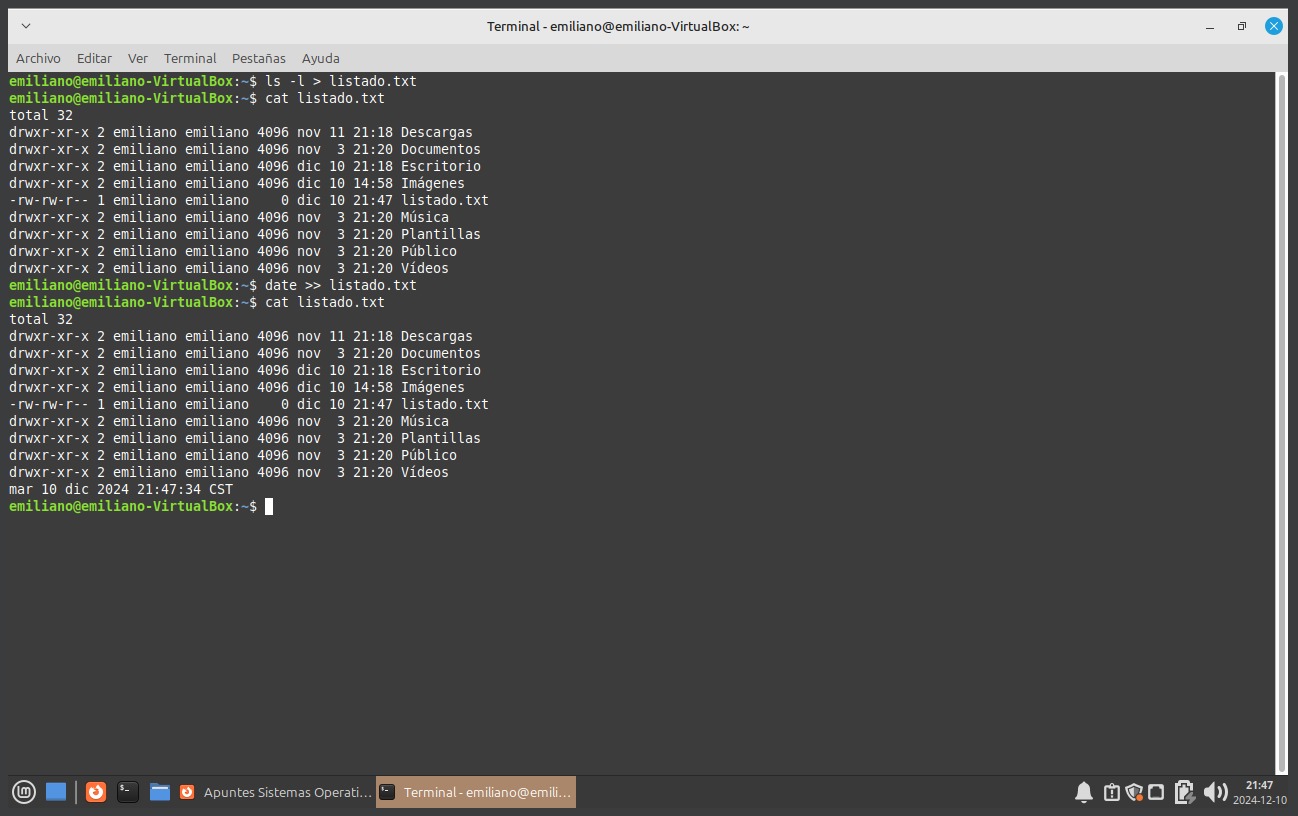 Terminal - emiliano@emiliano-VirtualBox: ~
Archivo Editar Ver Terminal Pestañas Ayuda
emiliano@emiliano-VirtualBox:~$ ls -l > listado.txt
emiliano@emiliano-VirtualBox:~$ cat listado.txt
total 32
drwxr-xr-x 2 emiliano emiliano 4096 nov 11 21:18 Descargas
drwxr-xr-x 2 emiliano emiliano 4096 nov  3 21:20 Documentos
drwxr-xr-x 2 emiliano emiliano 4096 dic 10 21:18 Escritorio
drwxr-xr-x 2 emiliano emiliano 4096 dic 10 14:58 Imágenes
-rw-rw-r-- 1 emiliano emiliano    0 dic 10 21:47 listado.txt
drwxr-xr-x 2 emiliano emiliano 4096 nov  3 21:20 Música
drwxr-xr-x 2 emiliano emiliano 4096 nov  3 21:20 Plantillas
drwxr-xr-x 2 emiliano emiliano 4096 nov  3 21:20 Público
drwxr-xr-x 2 emiliano emiliano 4096 nov  3 21:20 Vídeos
emiliano@emiliano-VirtualBox:~$ date >> listado.txt
emiliano@emiliano-VirtualBox:~$ cat listado.txt
total 32
drwxr-xr-x 2 emiliano emiliano 4096 nov 11 21:18 Descargas
drwxr-xr-x 2 emiliano emiliano 4096 nov  3 21:20 Documentos
drwxr-xr-x 2 emiliano emiliano 4096 dic 10 21:18 Escritorio
drwxr-xr-x 2 emiliano emiliano 4096 dic 10 14:58 Imágenes
-rw-rw-r-- 1 emiliano emiliano    0 dic 10 21:47 listado.txt
drwxr-xr-x 2 emiliano emiliano 4096 nov  3 21:20 Música
drwxr-xr-x 2 emiliano emiliano 4096 nov  3 21:20 Plantillas
drwxr-xr-x 2 emiliano emiliano 4096 nov  3 21:20 Público
drwxr-xr-x 2 emiliano emiliano 4096 nov  3 21:20 Vídeos
mar 10 dic 2024 21:47:34 CST
emiliano@emiliano-VirtualBox:~$
Apuntes Sistemas Operati... Terminal - emiliano@emili... 21:47
2024-12-10